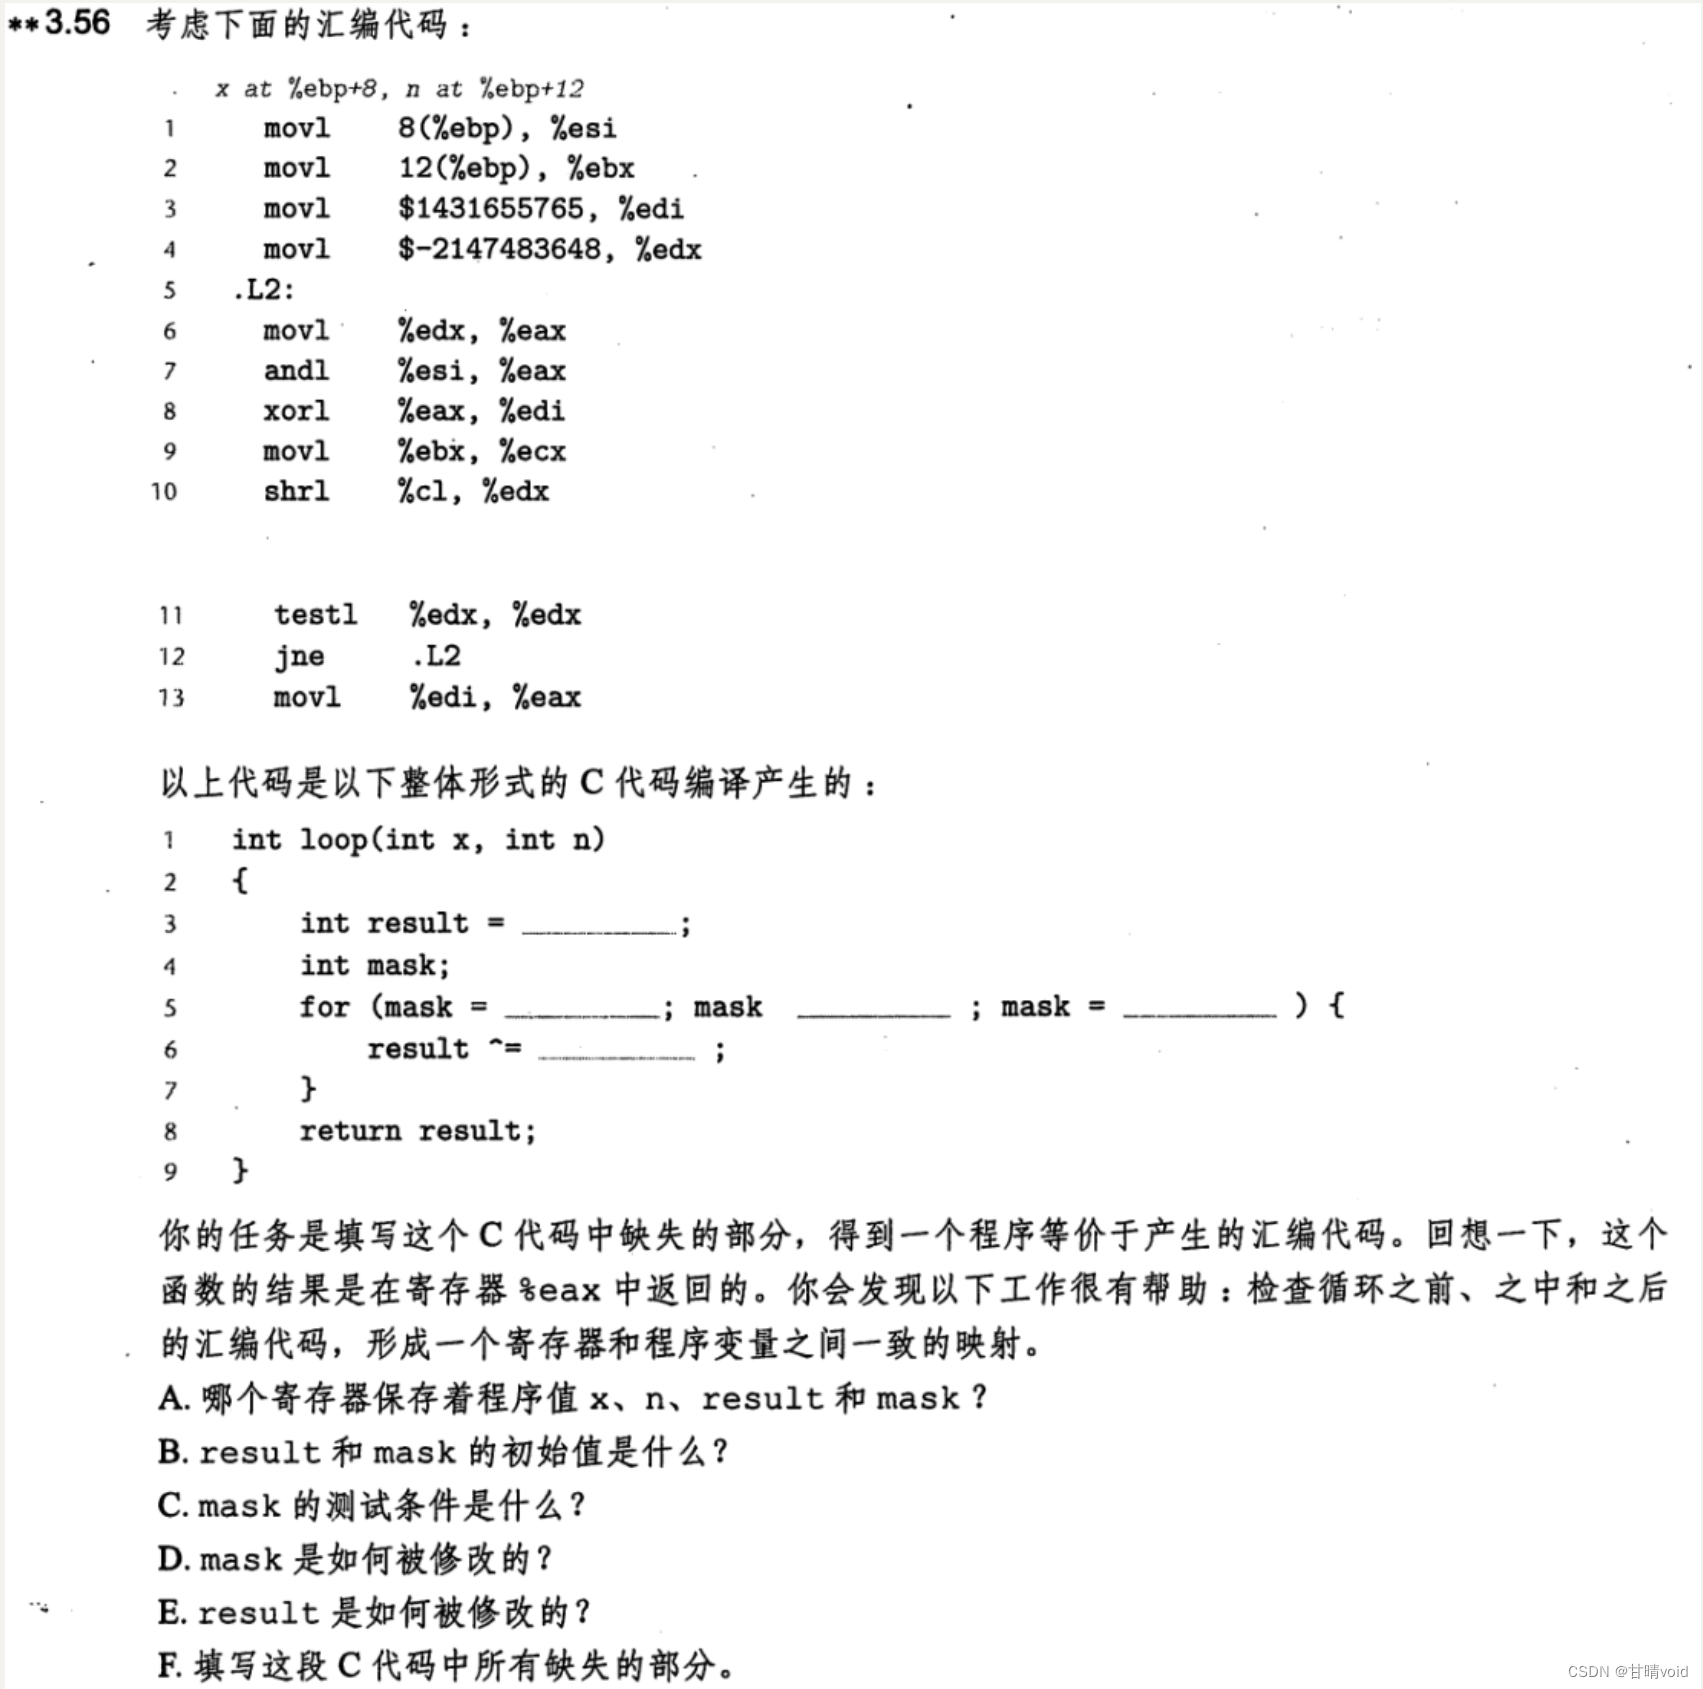 **3.56 考虑下面的汇编代码：
x at %ebp+8, n at %ebp+12
1 movl 8(%ebp), %esi
2 movl 12(%ebp), %ebx
3 movl $1431655765, %edi
4 movl $-2147483648, %edx
5 .L2:
6 movl %edx, %eax
7 andl %esi, %eax
8 xorl %eax, %edi
9 movl %ebx, %ecx
10 shrl %cl, %edx
11 testl %edx, %edx
12 jne .L2
13 movl %edi, %eax
以上代码是以下整体形式的 C 代码编译产生的：
1 int loop(int x, int n)
2 {
3 int result = _________;
4 int mask;
5 for (mask = _________; mask _________ ; mask = _________ ) {
6 result ^= _________ ;
7 }
8 return result;
9 }
你的任务是填写这个 C 代码中缺失的部分，得到一个程序等价于产生的汇编代码。回想一下，这个
函数的结果是在寄存器 %eax 中返回的。你会发现以下工作很有帮助：检查循环之前、之中和之后
的汇编代码，形成一个寄存器和程序变量之间一致的映射。
A. 哪个寄存器保存着程序值 x、n、result 和 mask？
B. result 和 mask 的初始值是什么？
C. mask 的测试条件是什么？
D. mask 是如何被修改的？
E. result 是如何被修改的？
F. 填写这段 C 代码中所有缺失的部分。
CSDN @甘晴void